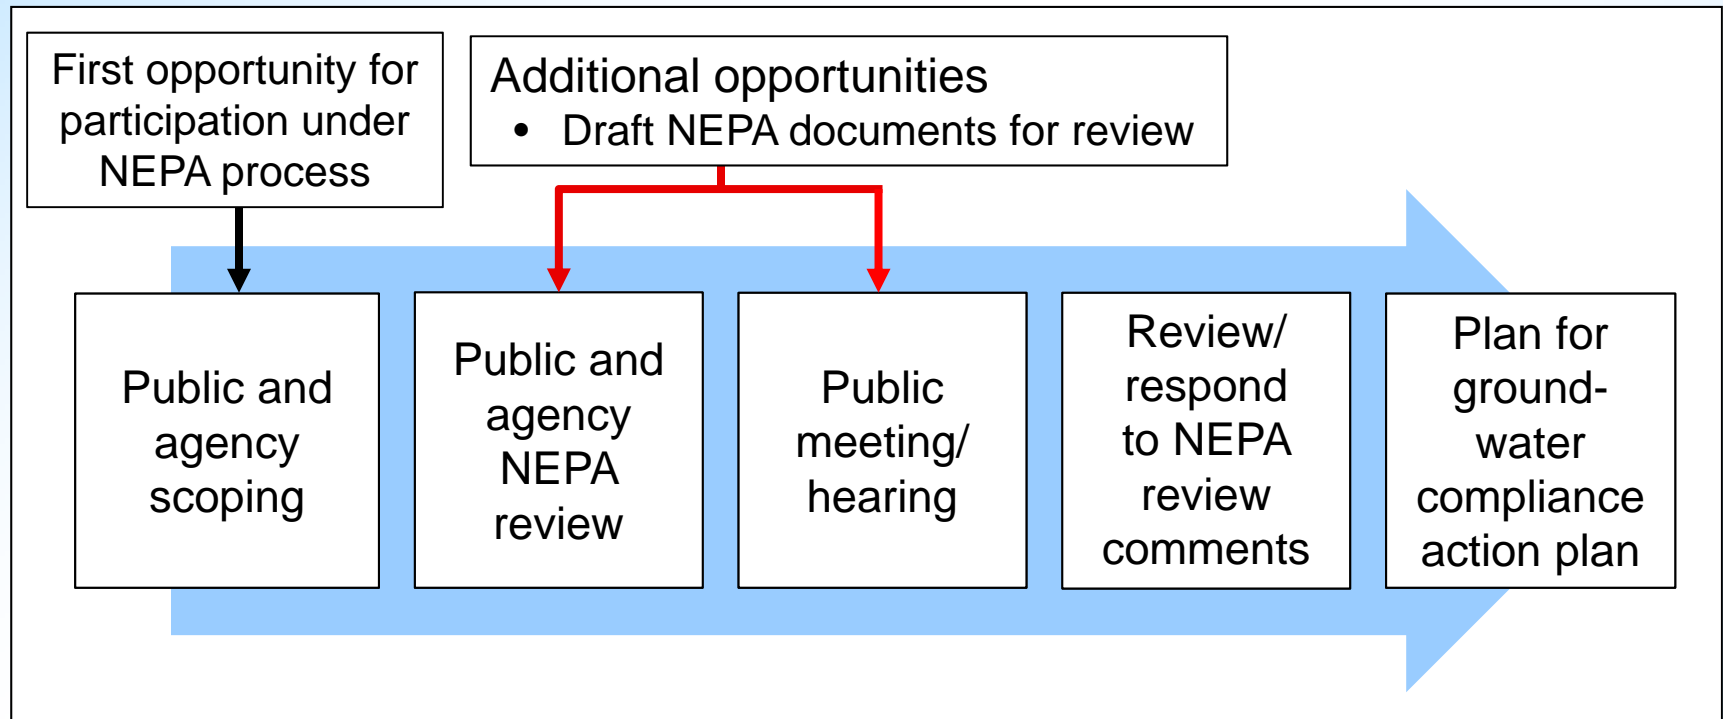 First opportunity for
participation under
NEPA process
Additional opportunities
• Draft NEPA documents for review
Public and
agency
scoping
Public and
agency
NEPA
review
Public
meeting/
hearing
Review/
respond
to NEPA
review
comments
Plan for
ground-
water
compliance
action plan